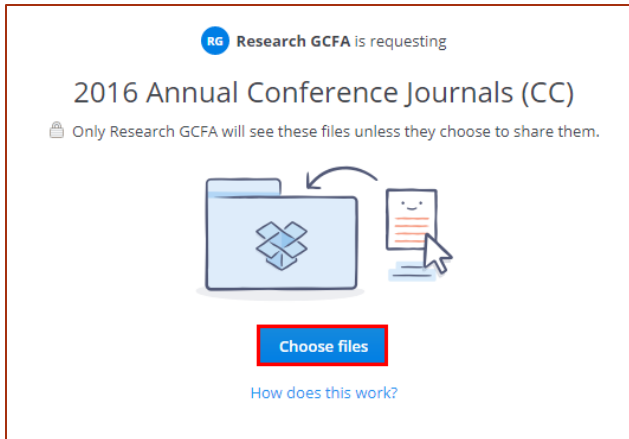 RG Research GCFA is requesting
2016 Annual Conference Journals (CC)
Only Research GCFA will see these files unless they choose to share them.
Choose files
How does this work?